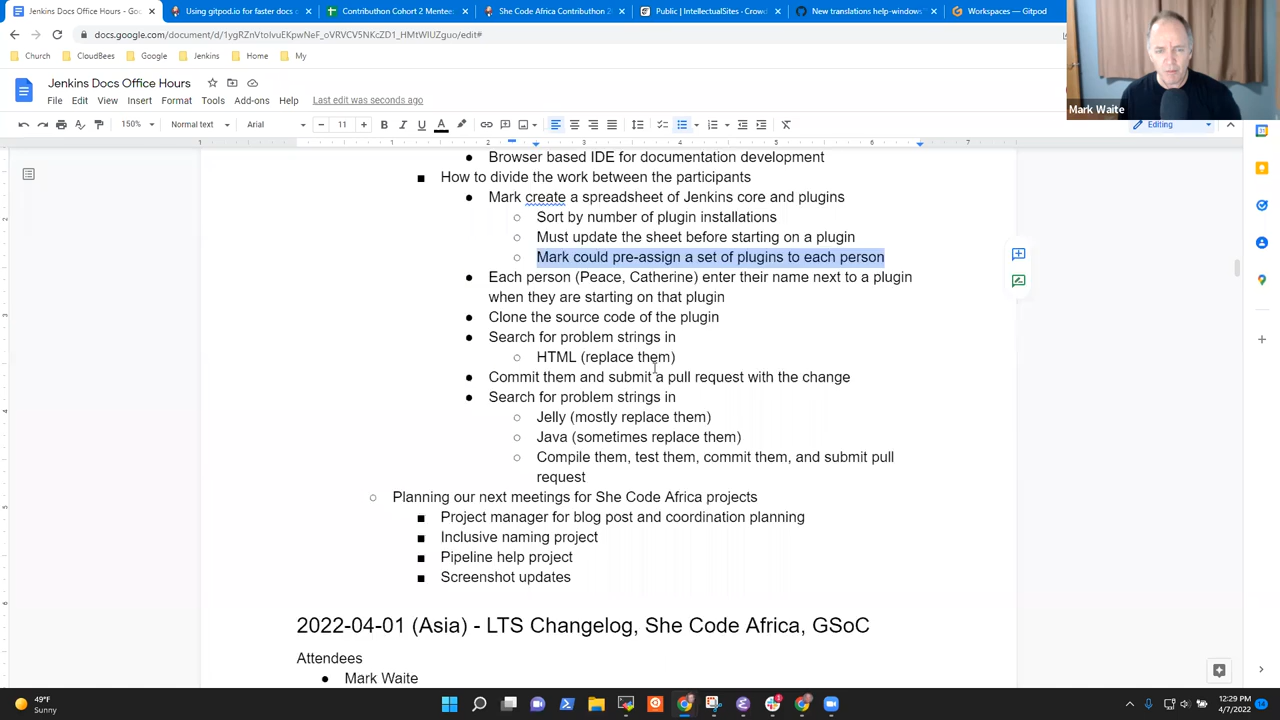 Jenkins Docs Office Hours - Goo
Using gitpod.io for faster docs d
Contributhon Cohort 2 Mentee
She Code Africa Contributhon 2
Public | IntellectualSites - Crowd
New translations help-windows
Workspaces — Gitpod
docs.google.com/document/d/1ygRZnVtoIvuEKpwNeF_oVRVCV5NKcZD1_HMtWIUZguo/edit#
Church
CloudBees
Google
Jenkins
Home
My
Jenkins Docs Office Hours
File Edit View Insert Format Tools Add-ons Help Last edit was seconds ago
150% Normal text Arial 11 Editing
Mark Waite
Browser based IDE for documentation development
How to divide the work between the participants
Mark create a spreadsheet of Jenkins core and plugins
Sort by number of plugin installations
Must update the sheet before starting on a plugin
Mark could pre-assign a set of plugins to each person
Each person (Peace, Catherine) enter their name next to a plugin
when they are starting on that plugin
Clone the source code of the plugin
Search for problem strings in
HTML (replace them)
Commit them and submit a pull request with the change
Search for problem strings in
Jelly (mostly replace them)
Java (sometimes replace them)
Compile them, test them, commit them, and submit pull
request
Planning our next meetings for She Code Africa projects
Project manager for blog post and coordination planning
Inclusive naming project
Pipeline help project
Screenshot updates
2022-04-01 (Asia) - LTS Changelog, She Code Africa, GSoC
Attendees
Mark Waite
49°F
Sunny
12:29 PM
4/7/2022